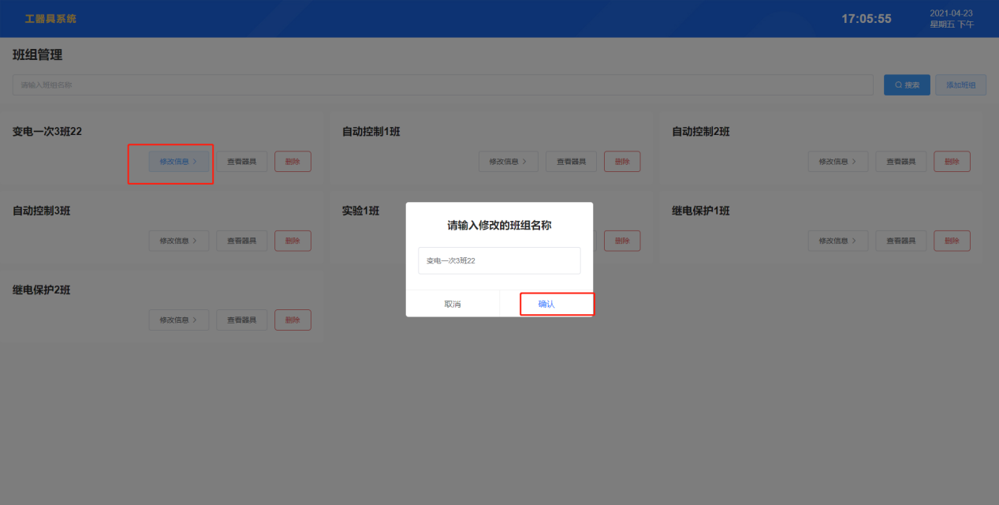 工器具系统
17:05:55
2021-04-23
星期五 下午
班组管理
请输入班组名称
搜索
添加班组
变电一次3班22
修改信息 >
查看器具
删除
自动控制1班
修改信息 >
查看器具
删除
自动控制2班
修改信息 >
查看器具
删除
自动控制3班
修改信息 >
查看器具
删除
实验1班
删除
继电保护1班
修改信息 >
查看器具
删除
继电保护2班
修改信息 >
查看器具
删除
请输入修改的班组名称
变电一次3班22
取消
确认